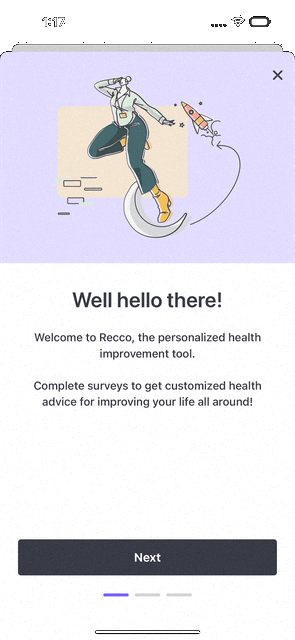 1:17
Well hello there!
Welcome to Recco, the personalized health
improvement tool.
Complete surveys to get customized health
advice for improving your life all around!
Next